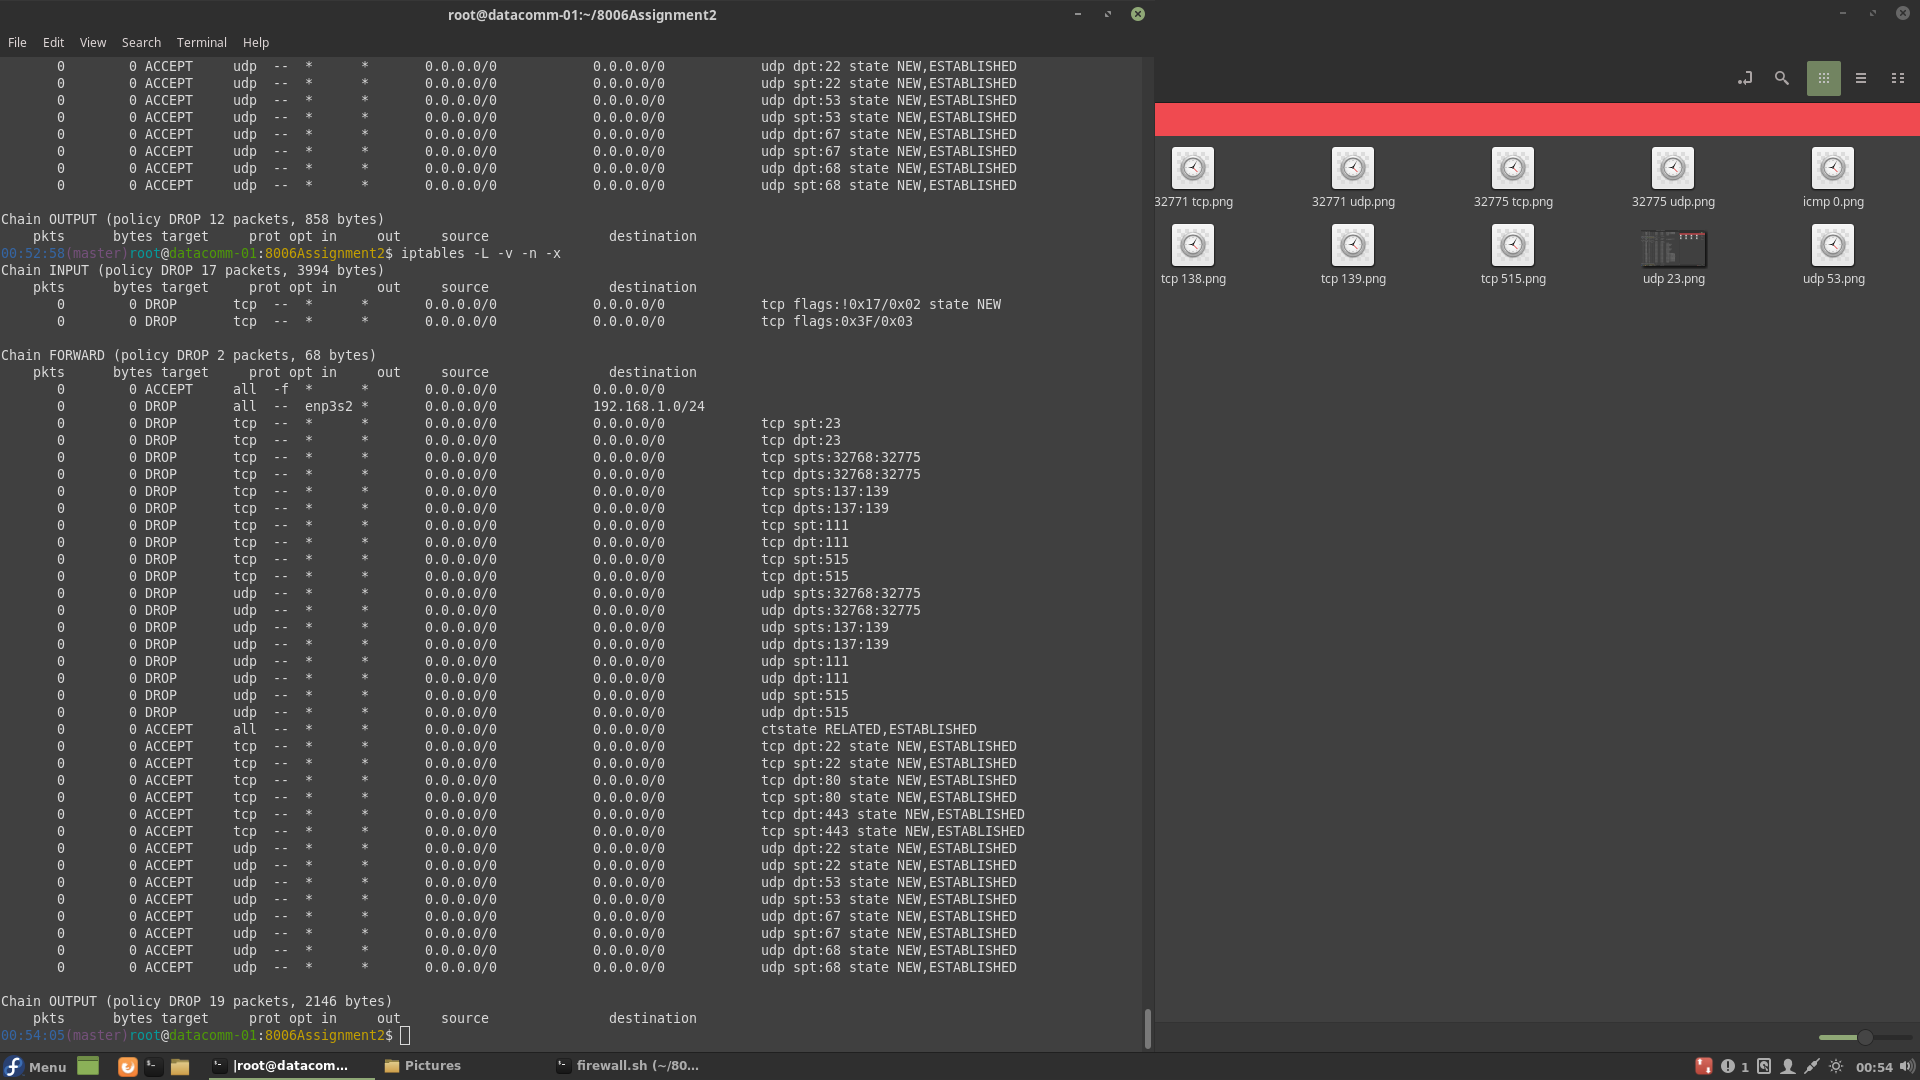 root@datacomm-01:~/8006Assignment2
File Edit View Search Terminal Help
0 0 ACCEPT udp -- * * 0.0.0.0/0 0.0.0.0/0 udp dpt:22 state NEW,ESTABLISHED
0 0 ACCEPT udp -- * * 0.0.0.0/0 0.0.0.0/0 udp spt:22 state NEW,ESTABLISHED
0 0 ACCEPT udp -- * * 0.0.0.0/0 0.0.0.0/0 udp dpt:53 state NEW,ESTABLISHED
0 0 ACCEPT udp -- * * 0.0.0.0/0 0.0.0.0/0 udp spt:53 state NEW,ESTABLISHED
0 0 ACCEPT udp -- * * 0.0.0.0/0 0.0.0.0/0 udp dpt:67 state NEW,ESTABLISHED
0 0 ACCEPT udp -- * * 0.0.0.0/0 0.0.0.0/0 udp spt:67 state NEW,ESTABLISHED
0 0 ACCEPT udp -- * * 0.0.0.0/0 0.0.0.0/0 udp dpt:68 state NEW,ESTABLISHED
0 0 ACCEPT udp -- * * 0.0.0.0/0 0.0.0.0/0 udp spt:68 state NEW,ESTABLISHED
Chain OUTPUT (policy DROP 12 packets, 858 bytes)
pkts bytes target prot opt in out source destination
00:52:58(master)root@datacomm-01:8006Assignment2$ iptables -L -v -n -x
Chain INPUT (policy DROP 17 packets, 3994 bytes)
pkts bytes target prot opt in out source destination
0 0 DROP tcp -- * * 0.0.0.0/0 0.0.0.0/0 tcp flags:!0x17/0x02 state NEW
0 0 DROP tcp -- * * 0.0.0.0/0 0.0.0.0/0 tcp flags:0x3F/0x03
Chain FORWARD (policy DROP 2 packets, 68 bytes)
pkts bytes target prot opt in out source destination
0 0 ACCEPT all -f * * 0.0.0.0/0 0.0.0.0/0
0 0 DROP all -- enp3s2 * 0.0.0.0/0 192.168.1.0/24
0 0 DROP tcp -- * * 0.0.0.0/0 0.0.0.0/0 tcp spt:23
0 0 DROP tcp -- * * 0.0.0.0/0 0.0.0.0/0 tcp dpt:23
0 0 DROP tcp -- * * 0.0.0.0/0 0.0.0.0/0 tcp spts:32768:32775
0 0 DROP tcp -- * * 0.0.0.0/0 0.0.0.0/0 tcp dpts:32768:32775
0 0 DROP tcp -- * * 0.0.0.0/0 0.0.0.0/0 tcp spts:137:139
0 0 DROP tcp -- * * 0.0.0.0/0 0.0.0.0/0 tcp dpts:137:139
0 0 DROP tcp -- * * 0.0.0.0/0 0.0.0.0/0 tcp spt:111
0 0 DROP tcp -- * * 0.0.0.0/0 0.0.0.0/0 tcp dpt:111
0 0 DROP tcp -- * * 0.0.0.0/0 0.0.0.0/0 tcp spt:515
0 0 DROP tcp -- * * 0.0.0.0/0 0.0.0.0/0 tcp dpt:515
0 0 DROP udp -- * * 0.0.0.0/0 0.0.0.0/0 udp spts:32768:32775
0 0 DROP udp -- * * 0.0.0.0/0 0.0.0.0/0 udp dpts:32768:32775
0 0 DROP udp -- * * 0.0.0.0/0 0.0.0.0/0 udp spts:137:139
0 0 DROP udp -- * * 0.0.0.0/0 0.0.0.0/0 udp dpts:137:139
0 0 DROP udp -- * * 0.0.0.0/0 0.0.0.0/0 udp spt:111
0 0 DROP udp -- * * 0.0.0.0/0 0.0.0.0/0 udp dpt:111
0 0 DROP udp -- * * 0.0.0.0/0 0.0.0.0/0 udp spt:515
0 0 DROP udp -- * * 0.0.0.0/0 0.0.0.0/0 udp dpt:515
0 0 ACCEPT all -- * * 0.0.0.0/0 0.0.0.0/0 ctstate RELATED,ESTABLISHED
0 0 ACCEPT tcp -- * * 0.0.0.0/0 0.0.0.0/0 tcp dpt:22 state NEW,ESTABLISHED
0 0 ACCEPT tcp -- * * 0.0.0.0/0 0.0.0.0/0 tcp spt:22 state NEW,ESTABLISHED
0 0 ACCEPT tcp -- * * 0.0.0.0/0 0.0.0.0/0 tcp dpt:80 state NEW,ESTABLISHED
0 0 ACCEPT tcp -- * * 0.0.0.0/0 0.0.0.0/0 tcp spt:80 state NEW,ESTABLISHED
0 0 ACCEPT tcp -- * * 0.0.0.0/0 0.0.0.0/0 tcp dpt:443 state NEW,ESTABLISHED
0 0 ACCEPT tcp -- * * 0.0.0.0/0 0.0.0.0/0 tcp spt:443 state NEW,ESTABLISHED
0 0 ACCEPT udp -- * * 0.0.0.0/0 0.0.0.0/0 udp dpt:22 state NEW,ESTABLISHED
0 0 ACCEPT udp -- * * 0.0.0.0/0 0.0.0.0/0 udp spt:22 state NEW,ESTABLISHED
0 0 ACCEPT udp -- * * 0.0.0.0/0 0.0.0.0/0 udp dpt:53 state NEW,ESTABLISHED
0 0 ACCEPT udp -- * * 0.0.0.0/0 0.0.0.0/0 udp spt:53 state NEW,ESTABLISHED
0 0 ACCEPT udp -- * * 0.0.0.0/0 0.0.0.0/0 udp dpt:67 state NEW,ESTABLISHED
0 0 ACCEPT udp -- * * 0.0.0.0/0 0.0.0.0/0 udp spt:67 state NEW,ESTABLISHED
0 0 ACCEPT udp -- * * 0.0.0.0/0 0.0.0.0/0 udp dpt:68 state NEW,ESTABLISHED
0 0 ACCEPT udp -- * * 0.0.0.0/0 0.0.0.0/0 udp spt:68 state NEW,ESTABLISHED
Chain OUTPUT (policy DROP 19 packets, 2146 bytes)
pkts bytes target prot opt in out source destination
00:54:05(master)root@datacomm-01:8006Assignment2$
32771 tcp.png 32771 udp.png 32775 tcp.png 32775 udp.png icmp 0.png
tcp 138.png tcp 139.png tcp 515.png udp 23.png udp 53.png
Menu |root@datacom... Pictures firewall.sh (~/80... 1 00:54